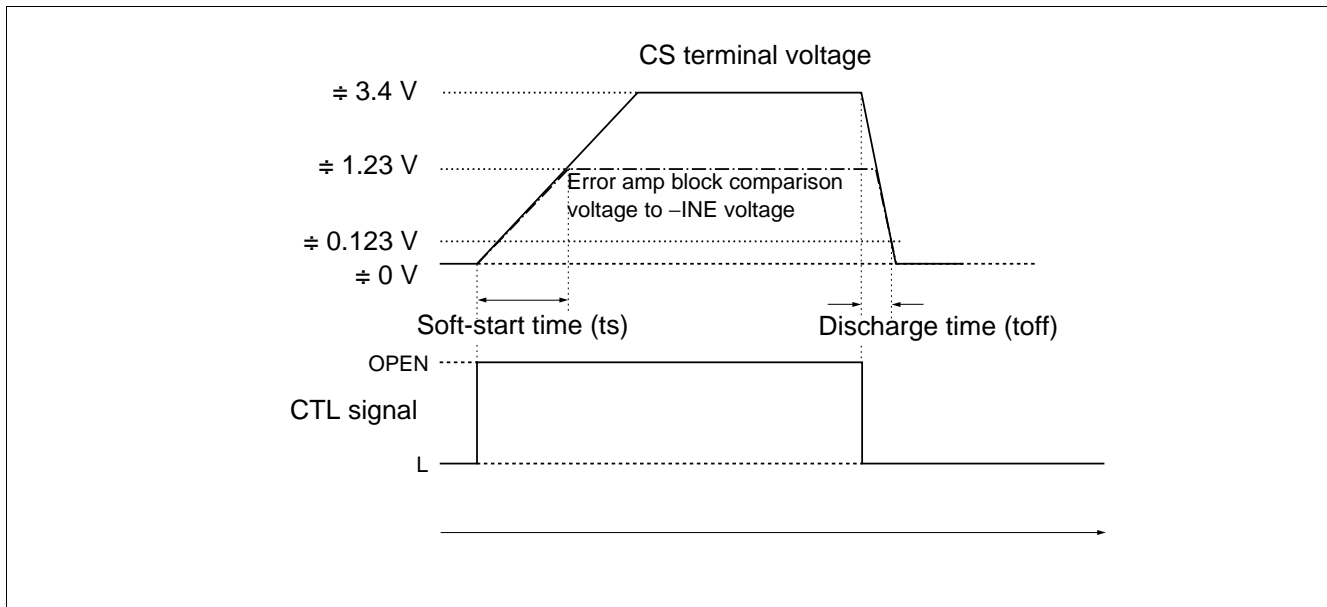 CS terminal voltage
≑ 3.4 V
≑ 1.23 V
Error amp block comparison
voltage to −INE voltage
≑ 0.123 V
≑ 0 V
Soft-start time (ts)
Discharge time (toff)
OPEN
CTL signal
L